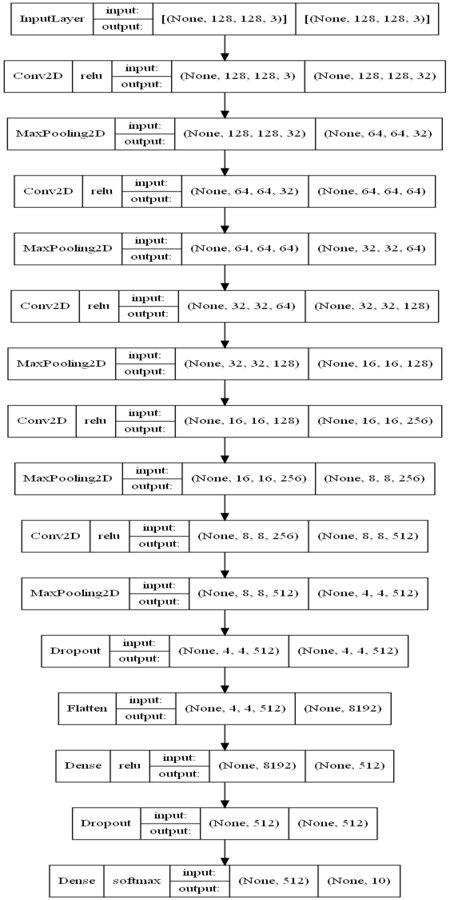 InputLayer input: output: [(None, 128, 128, 3)] [(None, 128, 128, 3)]
Conv2D relu input: output: (None, 128, 128, 3) (None, 128, 128, 32)
MaxPooling2D input: output: (None, 128, 128, 32) (None, 64, 64, 32)
Conv2D relu input: output: (None, 64, 64, 32) (None, 64, 64, 64)
MaxPooling2D input: output: (None, 64, 64, 64) (None, 32, 32, 64)
Conv2D relu input: output: (None, 32, 32, 64) (None, 32, 32, 128)
MaxPooling2D input: output: (None, 32, 32, 128) (None, 16, 16, 128)
Conv2D relu input: output: (None, 16, 16, 128) (None, 16, 16, 256)
MaxPooling2D input: output: (None, 16, 16, 256) (None, 8, 8, 256)
Conv2D relu input: output: (None, 8, 8, 256) (None, 8, 8, 512)
MaxPooling2D input: output: (None, 8, 8, 512) (None, 4, 4, 512)
Dropout input: output: (None, 4, 4, 512) (None, 4, 4, 512)
Flatten input: output: (None, 4, 4, 512) (None, 8192)
Dense relu input: output: (None, 8192) (None, 512)
Dropout input: output: (None, 512) (None, 512)
Dense softmax input: output: (None, 512) (None, 10)